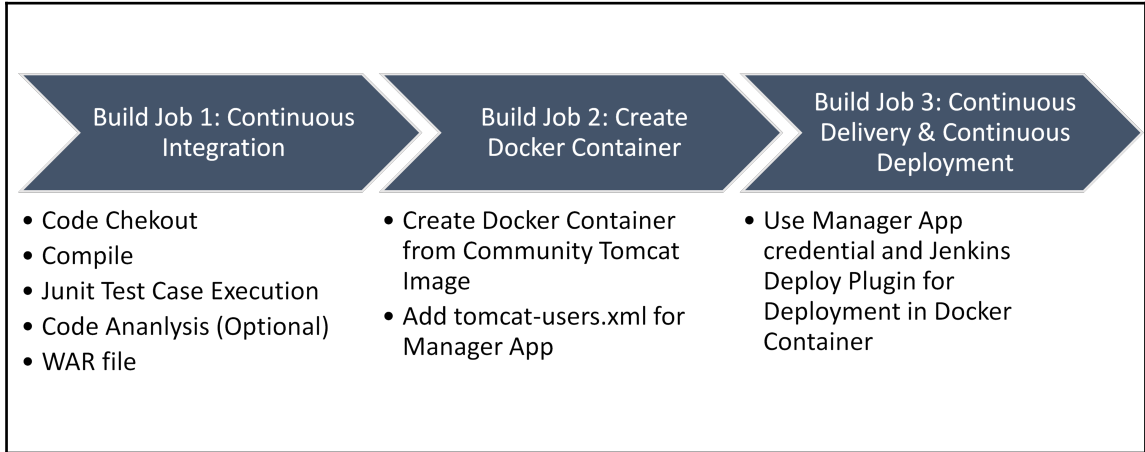 Build Job 1: Continuous
Integration
• Code Chekout
• Compile
• Junit Test Case Execution
• Code Ananlysis (Optional)
• WAR file
Build Job 2: Create
Docker Container
• Create Docker Container
from Community Tomcat
Image
• Add tomcat-users.xml for
Manager App
Build Job 3: Continuous
Delivery & Continuous
Deployment
• Use Manager App
credential and Jenkins
Deploy Plugin for
Deployment in Docker
Container